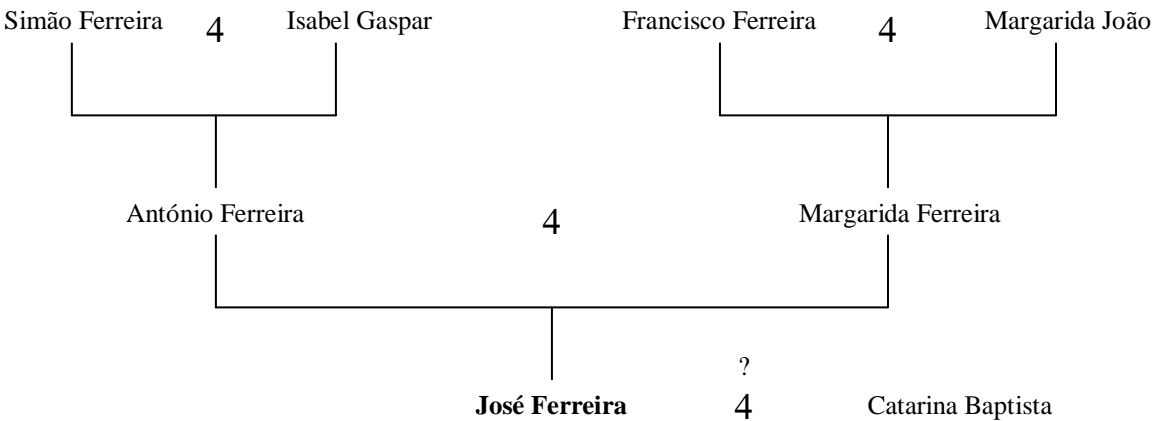 Simão Ferreira 4 Isabel Gaspar Francisco Ferreira 4 Margarida João
António Ferreira 4 Margarida Ferreira
?
José Ferreira 4 Catarina Baptista